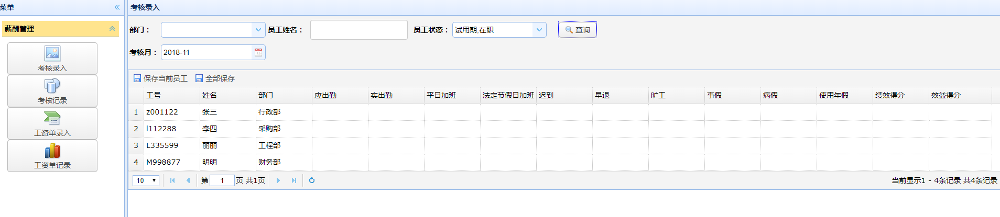 菜单
薪酬管理
考核录入
考核记录
工资单录入
工资单记录
考核录入
部门： 员工姓名： 员工状态： 试用期,在职 查询
考核月： 2018-11
保存当前员工 全部保存
工号 姓名 部门 应出勤 实出勤 平日加班 法定节假日加班 迟到 早退 旷工 事假 病假 使用年假 绩效得分 效益得分
1 z001122 张三 行政部
2 l112288 李四 采购部
3 L335599 丽丽 工程部
4 M998877 明明 财务部
10 第 1 页 共1页 当前显示1 - 4条记录 共4条记录